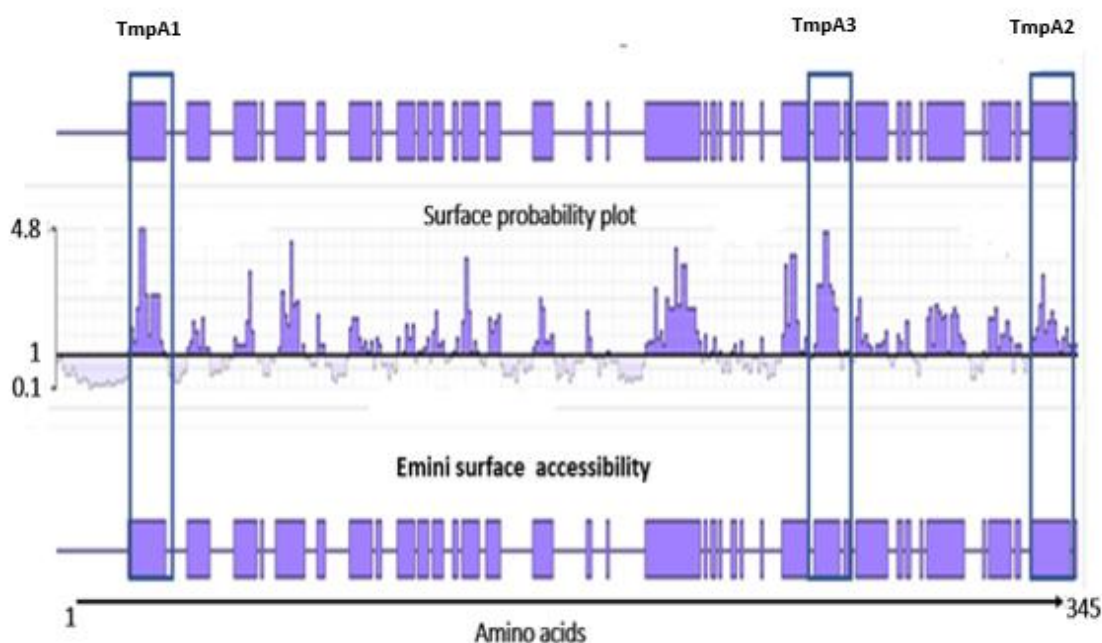 TmpA1
TmpA3
TmpA2
Surface probability plot
4.8
1
0.1
Emini surface accessibility
1
345
Amino acids